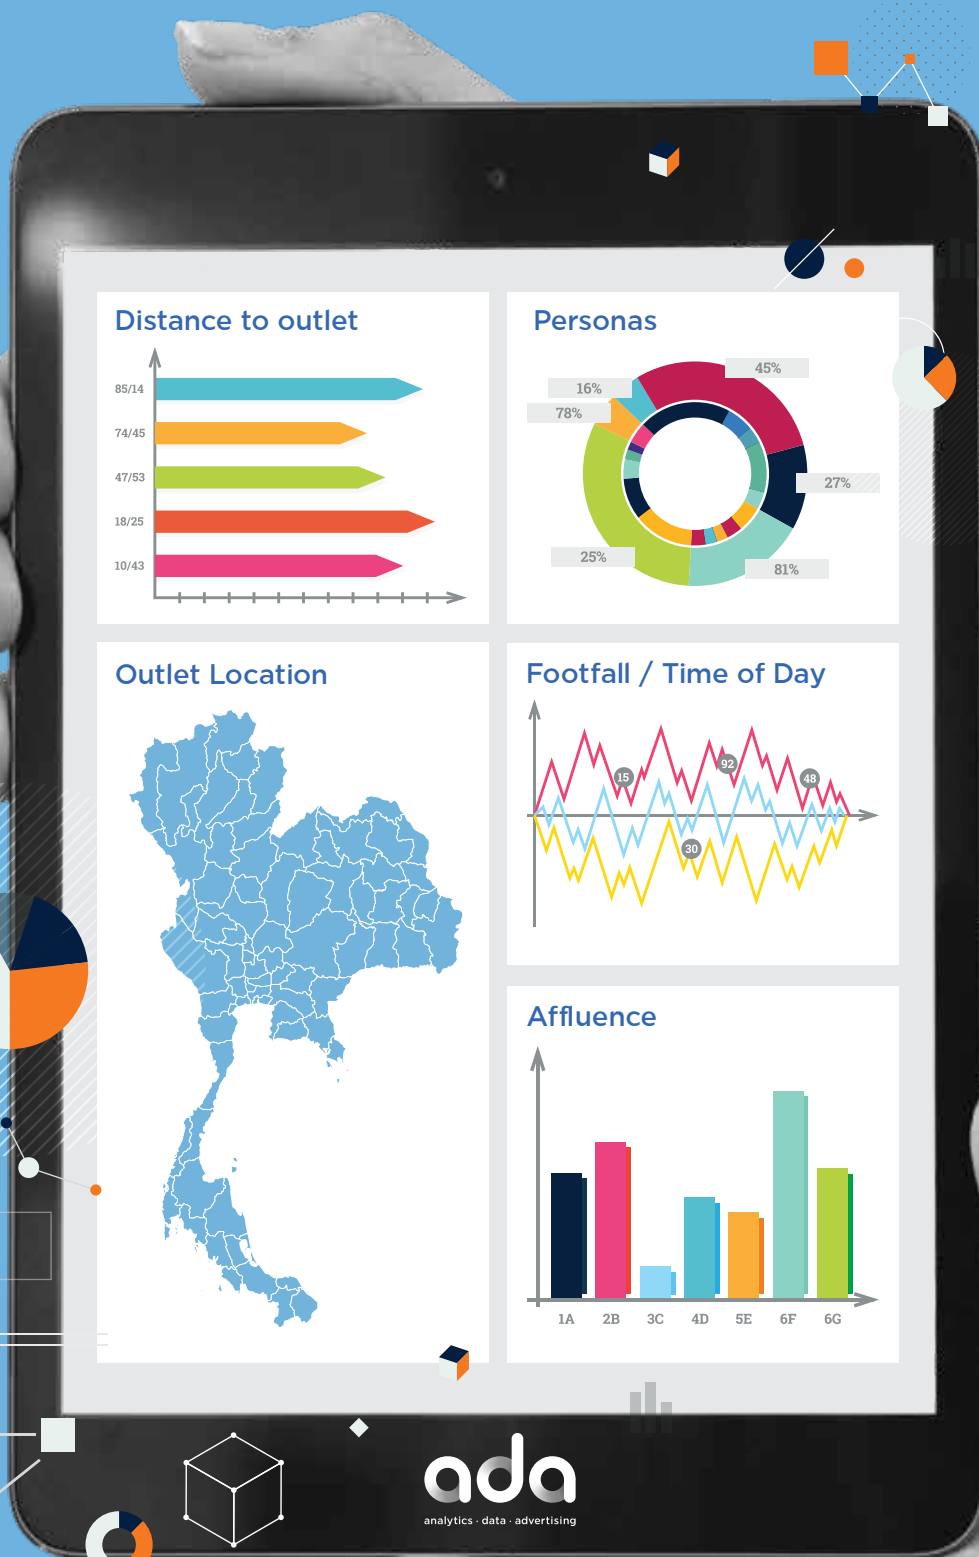 Distance to outlet
85/14
74/45
47/53
18/25
10/43
Personas
45%
16%
78%
27%
25%
81%
Outlet Location
Footfall / Time of Day
15
92
48
30
Affluence
1A
2B
3C
4D
5E
6F
6G
ada
analytics · data · advertising